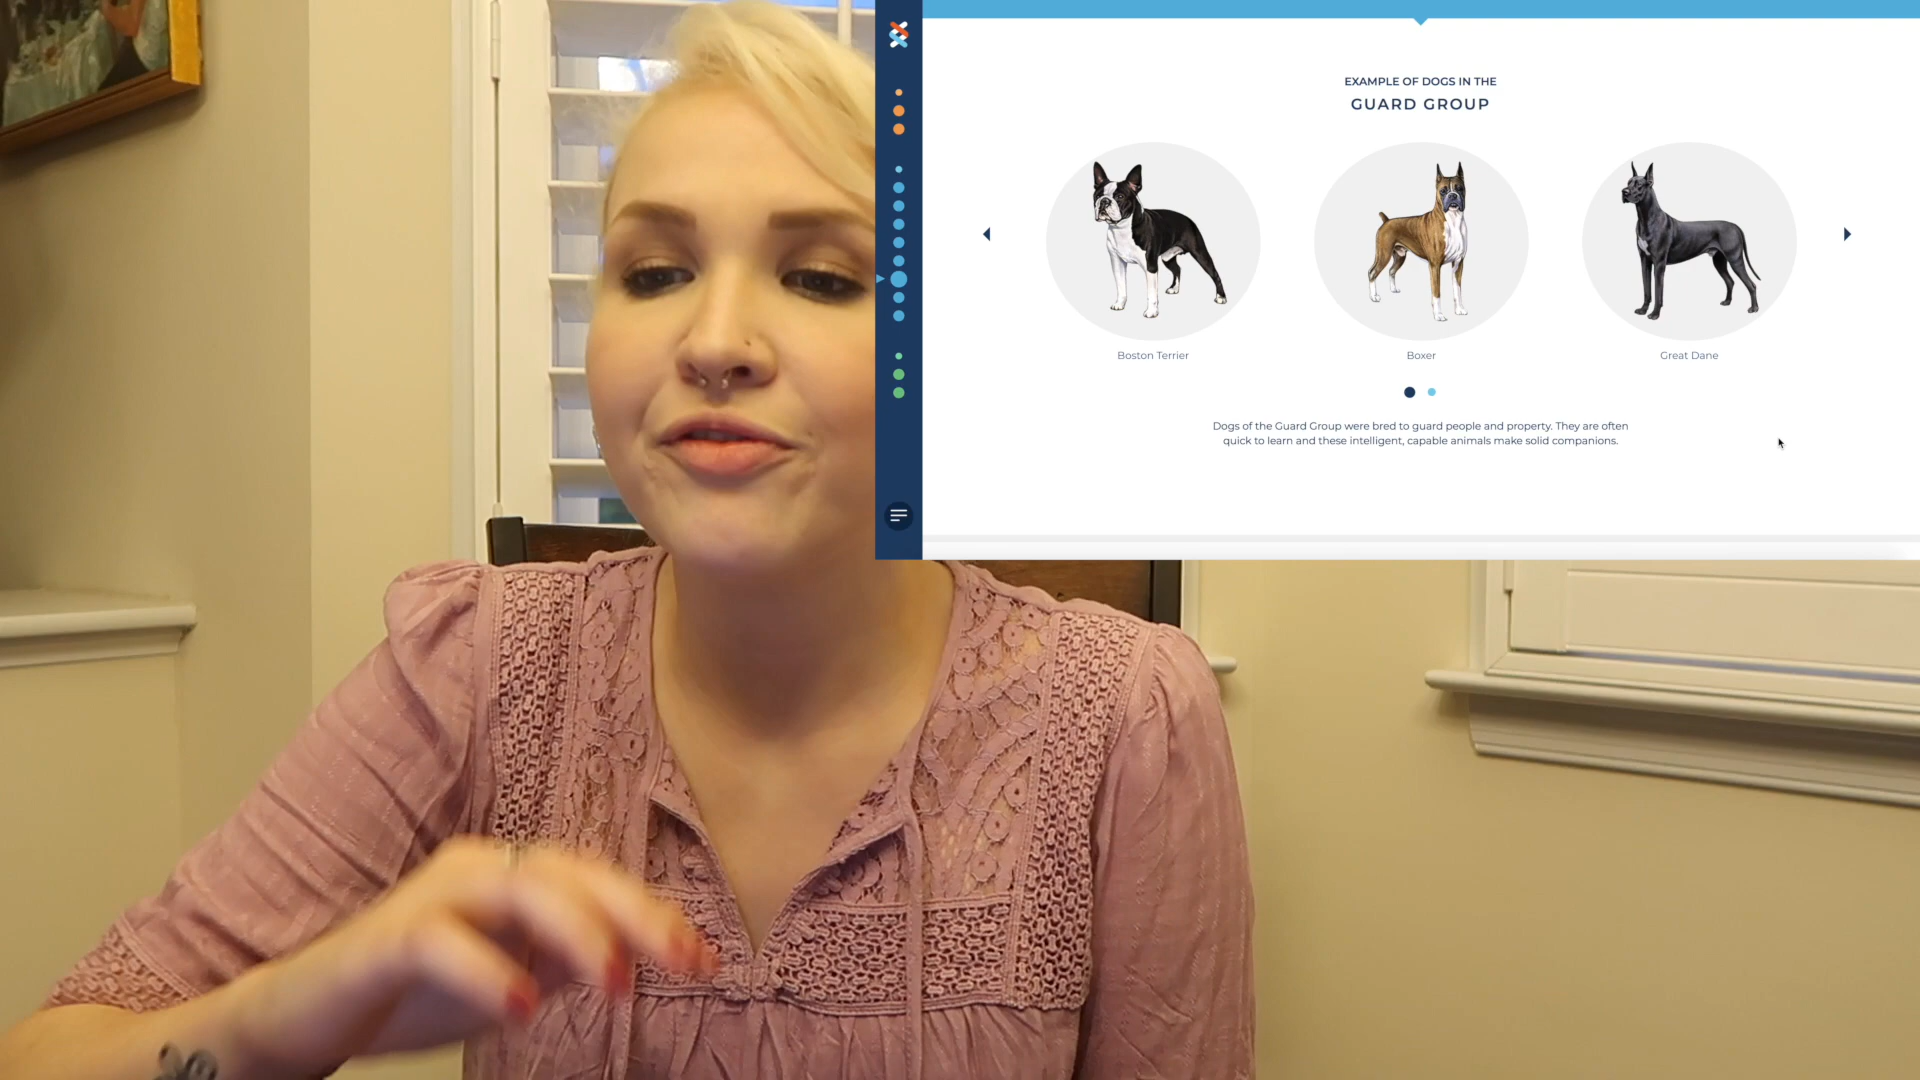 EXAMPLE OF DOGS IN THE
GUARD GROUP
Boston Terrier
Boxer
Great Dane
Dogs of the Guard Group were bred to guard people and property. They are often
quick to learn and these intelligent, capable animals make solid companions.